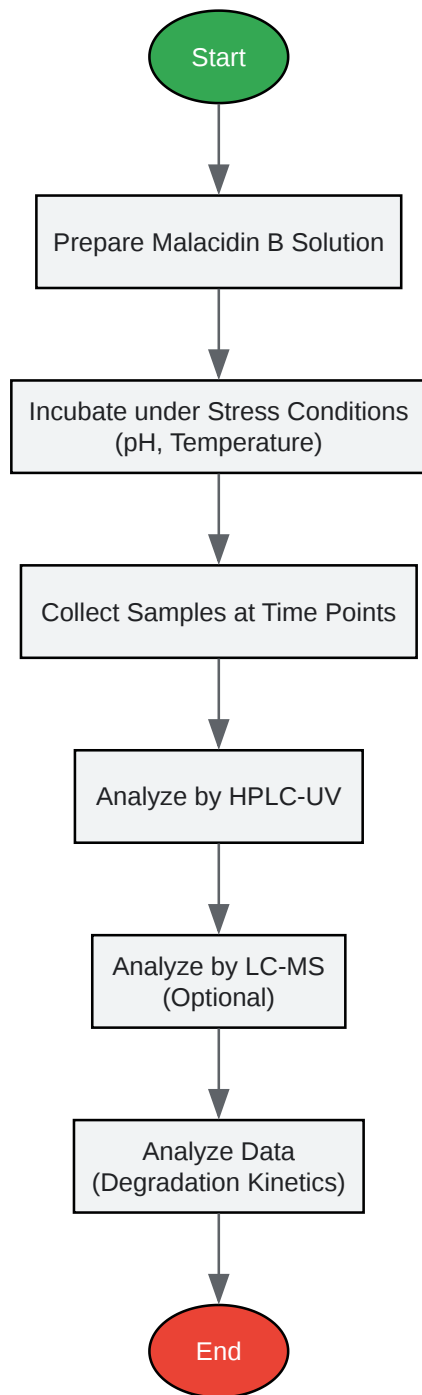 Start
Prepare Malacidin B Solution
Incubate under Stress Conditions
(pH, Temperature)
Collect Samples at Time Points
Analyze by HPLC-UV
Analyze by LC-MS
(Optional)
Analyze Data
(Degradation Kinetics)
End